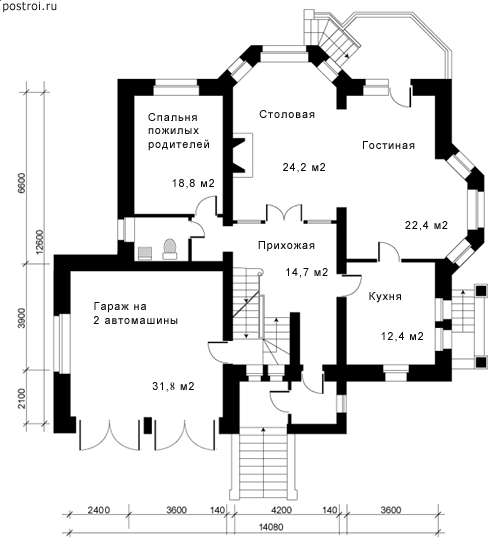 postroi.ru
Столовая
24,2 м2
Спальня
пожилых
родителей
18,8 м2
Гостиная
22,4 м2
Прихожая
14,7 м2
Кухня
12,4 м2
Гараж на
2 автомашины
31,8 м2
6600
12600
3900
2100
2400
3600
140
4200
140
3600
14080